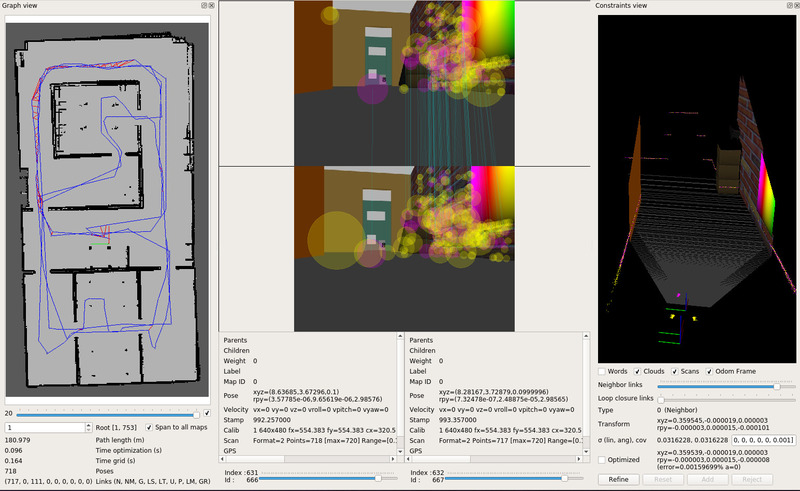 Graph view
20
1
Root [1, 753]
Span to all maps
180.979
Path length (m)
0.096
Time optimization (s)
0.164
Time grid (s)
718
Poses
(717, 0, 111, 0, 0, 0, 0, 0, 0)
Links (N, NM, G, LS, LT, U, P, LM, GR)
Parents
Children
Weight 0
Label
Map ID 0
Pose xyz=(8.63685,3.67296,0.1)
rpy=(3.57785e-06,9.65619e-06,2.98576)
Velocity vx=0 vy=0 vz=0 vroll=0 vpitch=0 vyaw=0
Stamp 992.257000
Calib 1 640x480 fx=554.383 fy=554.383 cx=320.5
Scan Format=2 Points=718 [max=720] Range=[0.
GPS
Index : 631
Id : 666
Parents
Children
Weight 0
Label
Map ID 0
Pose xyz=(8.28167,3.72879,0.0999996)
rpy=(7.32478e-07,2.48875e-05,2.98565)
Velocity vx=0 vy=0 vz=0 vroll=0 vpitch=0 vyaw=0
Stamp 993.357000
Calib 1 640x480 fx=554.383 fy=554.383 cx=320.5
Scan Format=2 Points=717 [max=720] Range=[0.
GPS
Index : 632
Id : 667
Constraints view
Words
Clouds
Scans
Odom Frame
Neighbor links
Loop closure links
Type 0 (Neighbor)
Transform xyz=0.359545,-0.000019,0.000003
rpy=-0.000003,0.000015,-0.000101
σ (lin, ang), cov 0.0316228, 0.0316228 0, 0, 0, 0, 0, 0.001]
Optimized xyz=0.359539,-0.000019,0.000003
rpy=-0.000003,0.000015,-0.000008
(error=0.00159699% a=0)
Refine
Reset
Add
Reject